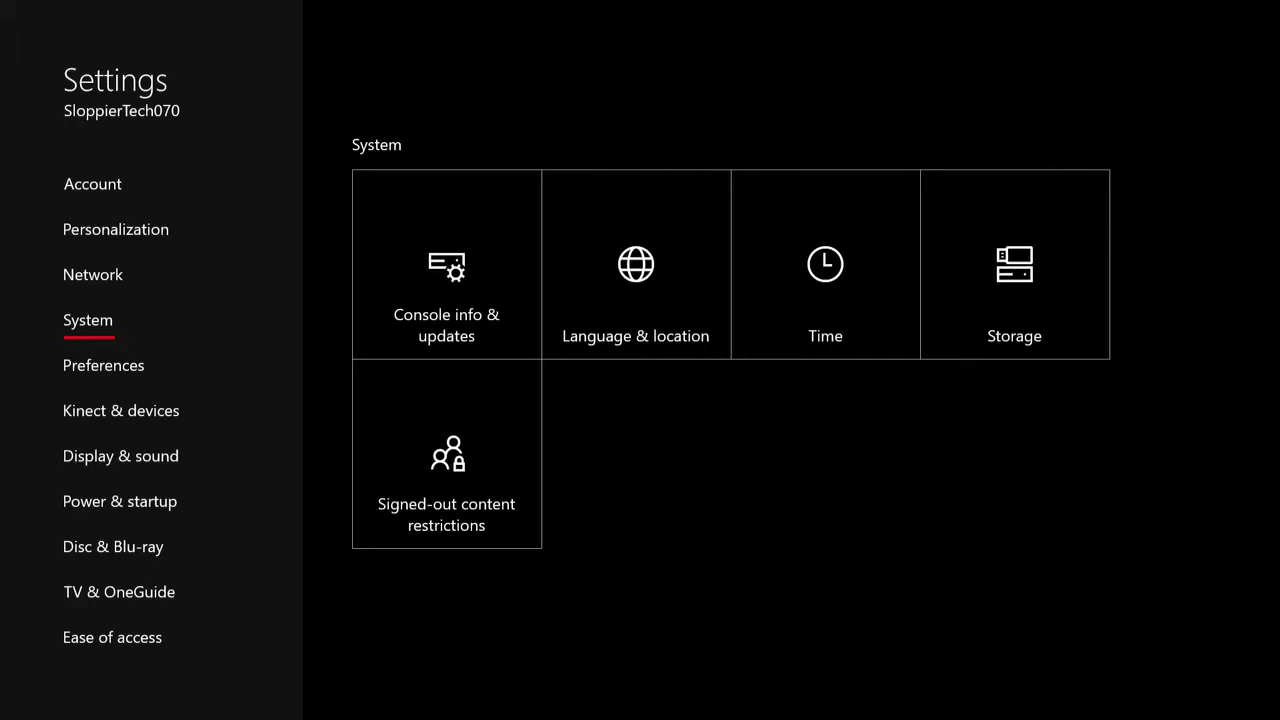 Settings
SloppierTech070
Account
Personalization
Network
System
Preferences
Kinect & devices
Display & sound
Power & startup
Disc & Blu-ray
TV & OneGuide
Ease of access
System
Console info &
updates
Language & location
Time
Storage
Signed-out content
restrictions